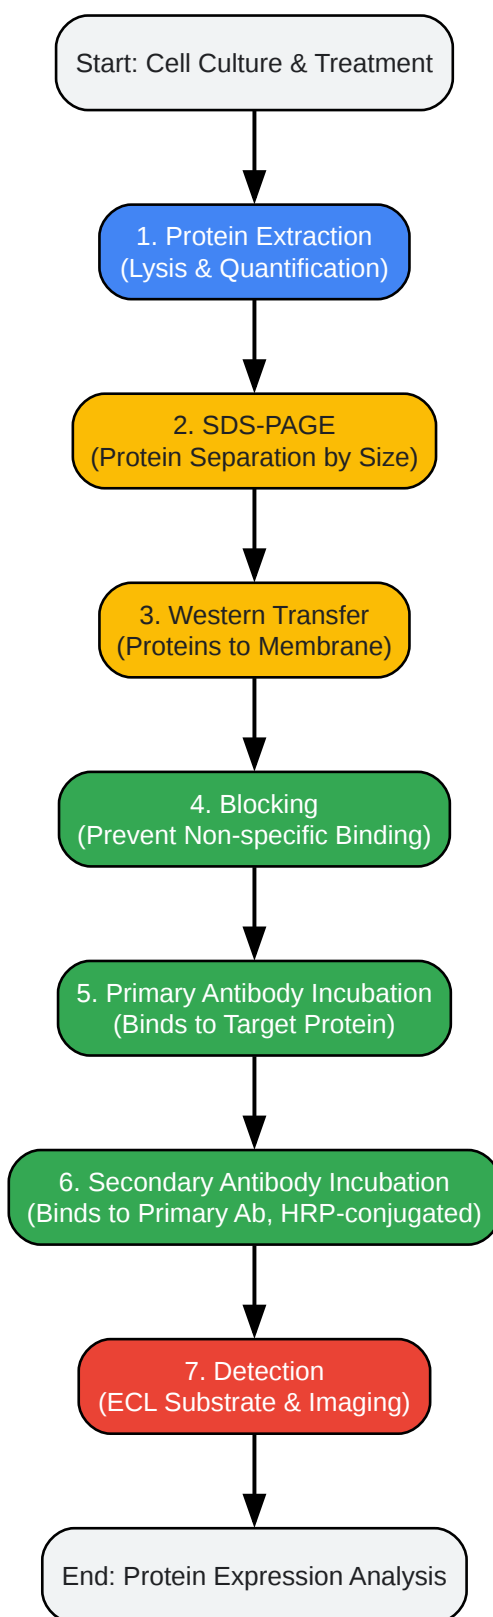 Start: Cell Culture & Treatment
1. Protein Extraction
(Lysis & Quantification)
2. SDS-PAGE
(Protein Separation by Size)
3. Western Transfer
(Proteins to Membrane)
4. Blocking
(Prevent Non-specific Binding)
5. Primary Antibody Incubation
(Binds to Target Protein)
6. Secondary Antibody Incubation
(Binds to Primary Ab, HRP-conjugated)
7. Detection
(ECL Substrate & Imaging)
End: Protein Expression Analysis